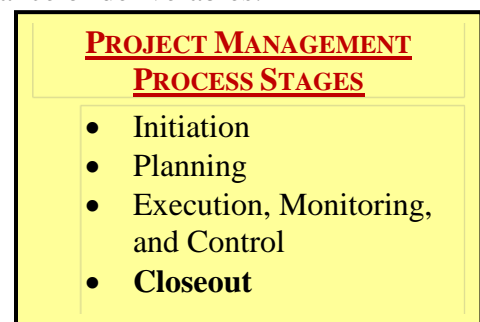 PROJECT MANAGEMENT
PROCESS STAGES
• Initiation
• Planning
• Execution, Monitoring,
and Control
• Closeout